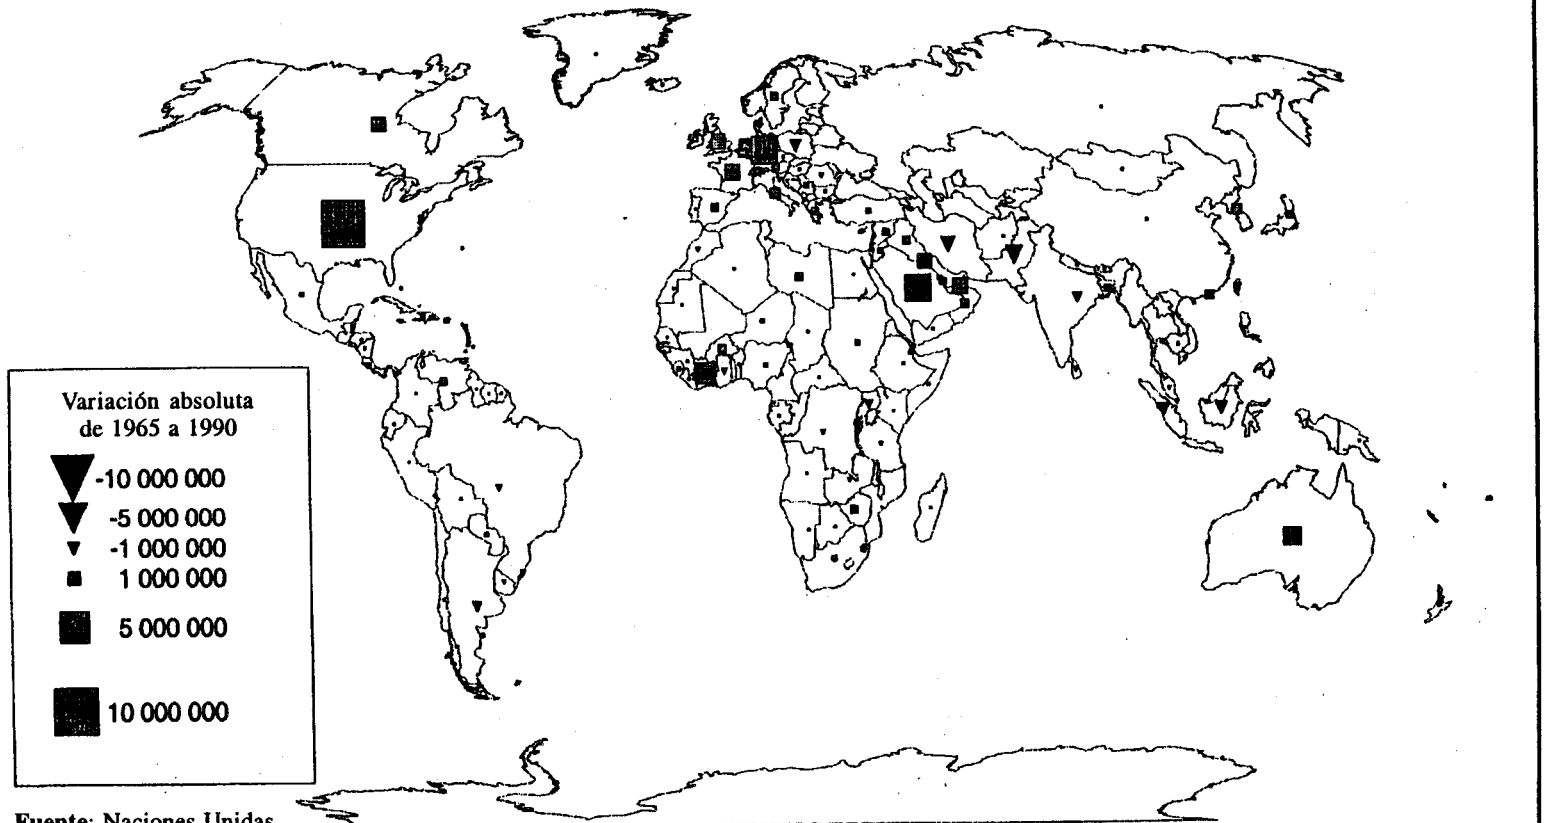 Variación absoluta
de 1965 a 1990
-10 000 000
-5 000 000
-1 000 000
1 000 000
5 000 000
10 000 000
Fuente: Naciones Unidas